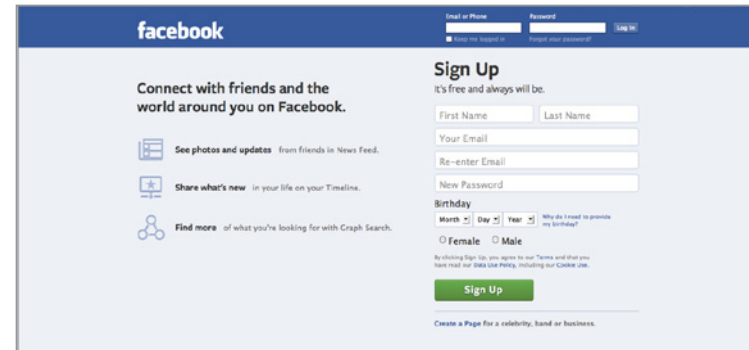 facebook
Email or Phone
Password
Log In
Keep me logged in
Forgot your password?
Connect with friends and the
world around you on Facebook.
See photos and updates from friends in News Feed.
Share what's new in your life on your Timeline.
Find more of what you're looking for with Graph Search.
Sign Up
It's free and always will be.
First Name
Last Name
Your Email
Re-enter Email
New Password
Birthday
Month
Day
Year
Why do I need to provide
my birthday?
Female
Male
By clicking Sign Up, you agree to our Terms and that you
have read our Data Use Policy, including our Cookie Use.
Sign Up
Create a Page for a celebrity, band or business.